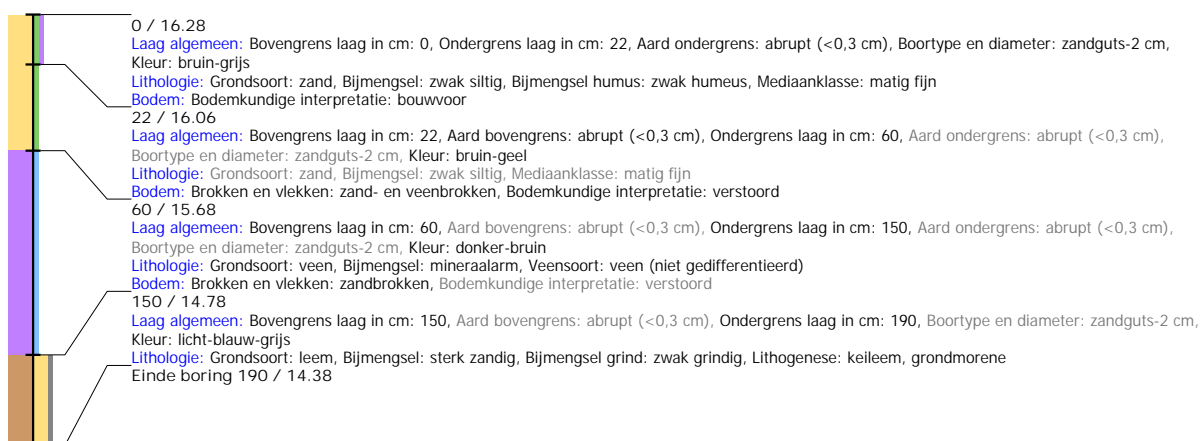 0 / 16.28
Laag algemeen: Bovengrens laag in cm: 0, Ondergrens laag in cm: 22, Aard ondergrens: abrupt (<0,3 cm), Boortype en diameter: zandguts-2 cm,
Kleur: bruin-grijs
Lithologie: Grondsoort: zand, Bijmengsel: zwak siltig, Bijmengsel humus: zwak humeus, Mediaanklasse: matig fijn
Bodem: Bodemkundige interpretatie: bouwvoor
22 / 16.06
Laag algemeen: Bovengrens laag in cm: 22, Aard bovengrens: abrupt (<0,3 cm), Ondergrens laag in cm: 60, Aard ondergrens: abrupt (<0,3 cm),
Boortype en diameter: zandguts-2 cm, Kleur: bruin-geel
Lithologie: Grondsoort: zand, Bijmengsel: zwak siltig, Mediaanklasse: matig fijn
Bodem: Brokken en vlekken: zand- en veenbrokken, Bodemkundige interpretatie: verstoord
60 / 15.68
Laag algemeen: Bovengrens laag in cm: 60, Aard bovengrens: abrupt (<0,3 cm), Ondergrens laag in cm: 150, Aard ondergrens: abrupt (<0,3 cm),
Boortype en diameter: zandguts-2 cm, Kleur: donker-bruin
Lithologie: Grondsoort: veen, Bijmengsel: mineraalarm, Veensoort: veen (niet gedifferentieerd)
Bodem: Brokken en vlekken: zandbrokken, Bodemkundige interpretatie: verstoord
150 / 14.78
Laag algemeen: Bovengrens laag in cm: 150, Aard bovengrens: abrupt (<0,3 cm), Ondergrens laag in cm: 190, Boortype en diameter: zandguts-2 cm,
Kleur: licht-blauw-grijs
Lithologie: Grondsoort: leem, Bijmengsel: sterk zandig, Bijmengsel grind: zwak grindig, Lithogenese: keileem, grondmorene
Einde boring 190 / 14.38